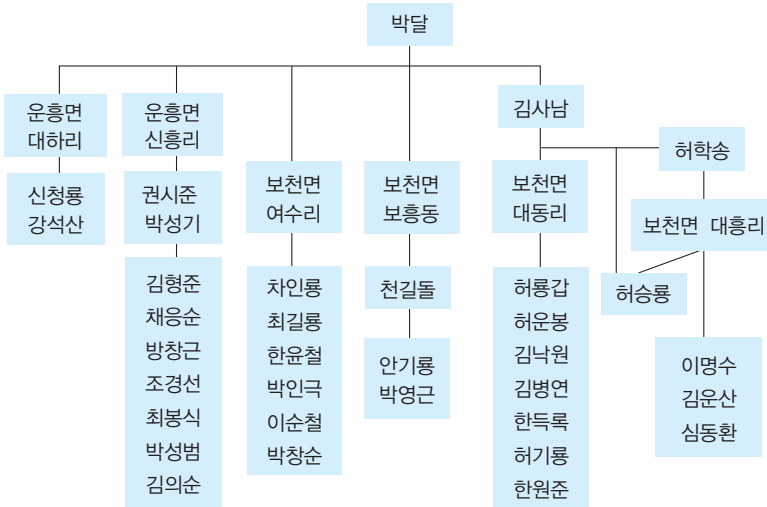 박달
운흥면
대하리
신청룡
강석산
운흥면
신흥리
권시준
박성기
김형준
채응순
방창근
조경선
최봉식
박성범
김의순
보천면
여수리
차인룡
최길룡
한윤철
박인극
이순철
박창순
보천면
보흥동
천길돌
안기룡
박영근
김사남
보천면
대동리
허룡갑
허운봉
김낙원
김병연
한득록
허기룡
한원준
허학송
보천면 대흥리
허승룡
이명수
김운산
심동환